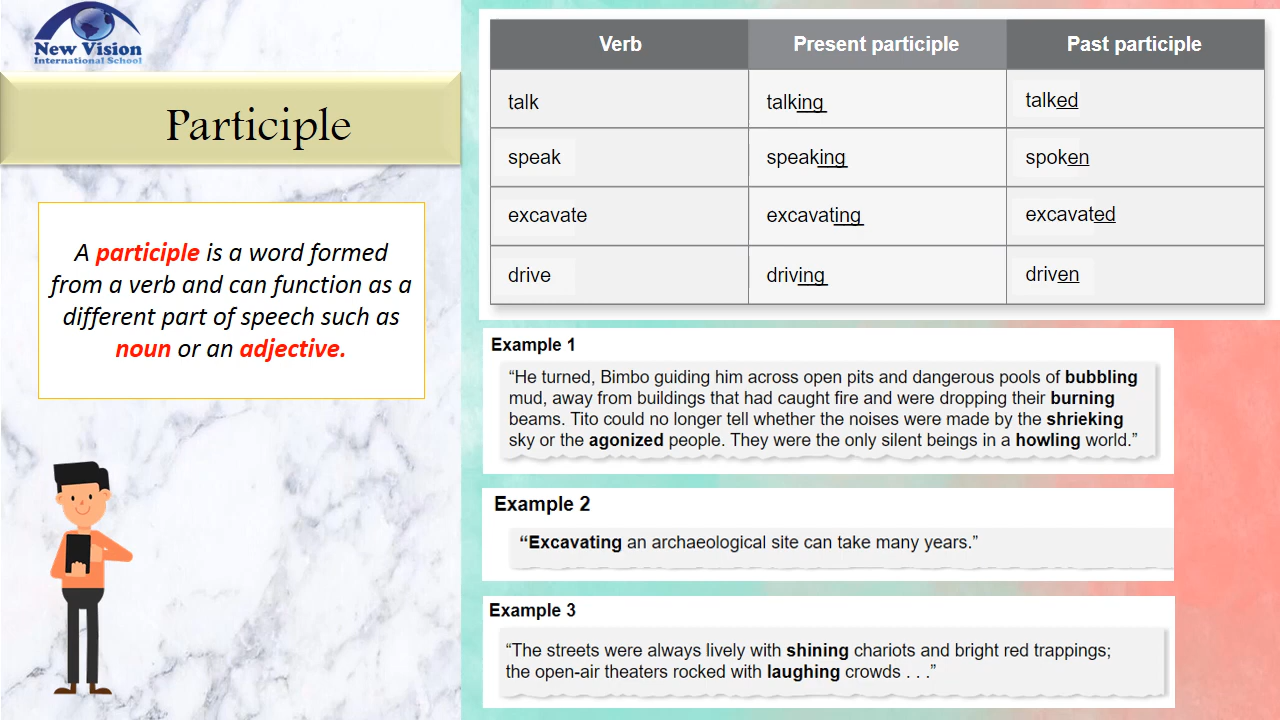 New Vision
International School
Participle
A participle is a word formed
from a verb and can function as a
different part of speech such as
noun or an adjective.
Verb Present participle Past participle
talk talking talked
speak speaking spoken
excavate excavating excavated
drive driving driven
Example 1
“He turned, Bimbo guiding him across open pits and dangerous pools of bubbling
mud, away from buildings that had caught fire and were dropping their burning
beams. Tito could no longer tell whether the noises were made by the shrieking
sky or the agonized people. They were the only silent beings in a howling world.”
Example 2
“Excavating an archaeological site can take many years.”
Example 3
“The streets were always lively with shining chariots and bright red trappings;
the open-air theaters rocked with laughing crowds . . .”